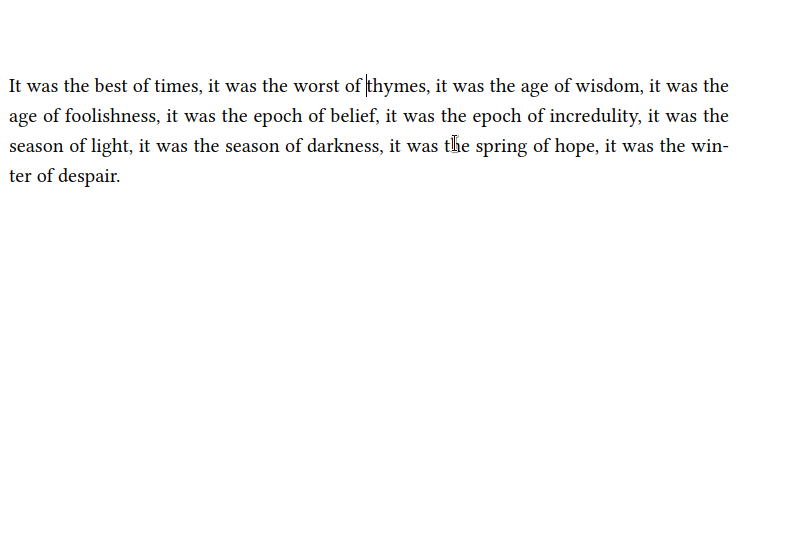 It was the best of times, it was the worst of thymes, it was the age of wisdom, it was the
age of foolishness, it was the epoch of belief, it was the epoch of incredulity, it was the
season of light, it was the season of darkness, it was the spring of hope, it was the win-
ter of despair.